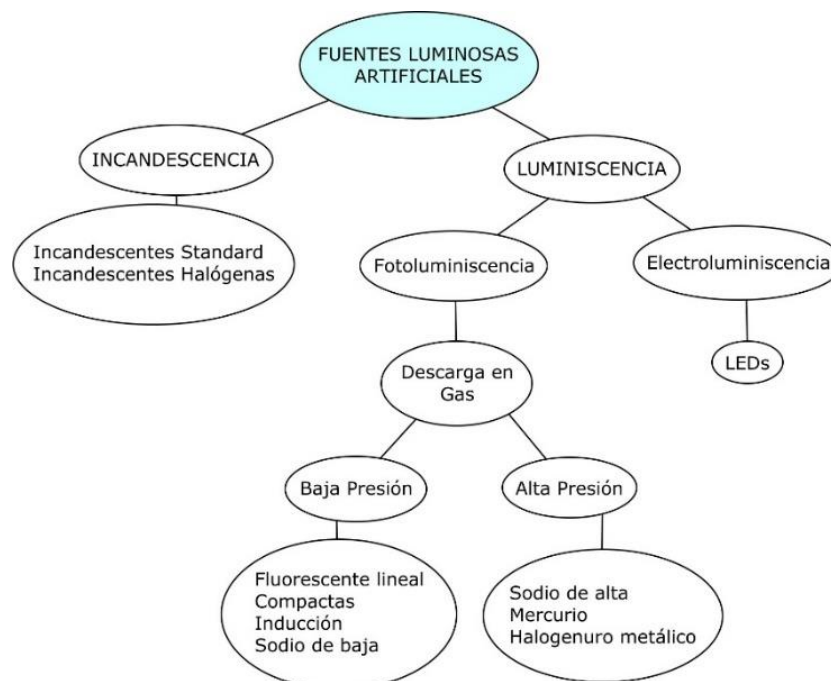 FUENTES LUMINOSAS
ARTIFICIALES
INCANDESCENCIA
LUMINISCENCIA
Incandescentes Standard
Incandescentes Halógenas
Fotoluminiscencia
Electroluminiscencia
LEDs
Descarga en
Gas
Baja Presión
Alta Presión
Fluorescente lineal
Compactas
Inducción
Sodio de baja
Sodio de alta
Mercurio
Halogenuro metálico